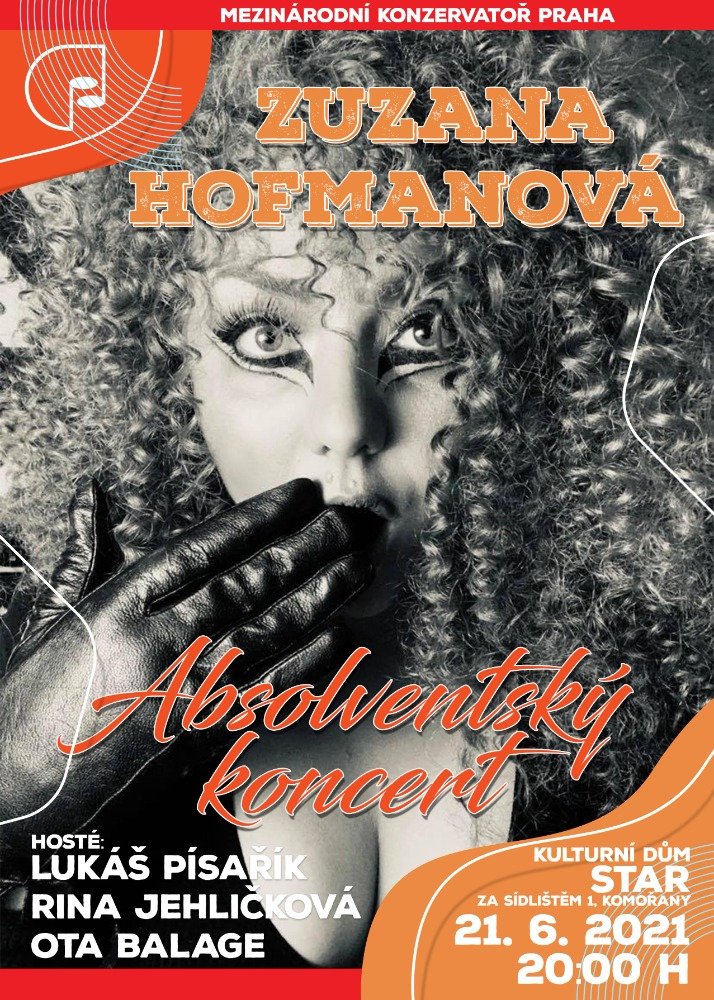 MEZINÁRODNÍ KONZERVATOŘ PRAHA
ZUZANA
HOFMANOVÁ
Absolventský
koncert
HOSTÉ:
LUKÁŠ PÍSAŘÍK
RINA JEHLIČKOVÁ
OTA BALAGE
KULTURNÍ DŮM
STAR
ZA SÍDLIŠTĚM 1, KOMOŘANY
21. 6. 2021
20:00 H